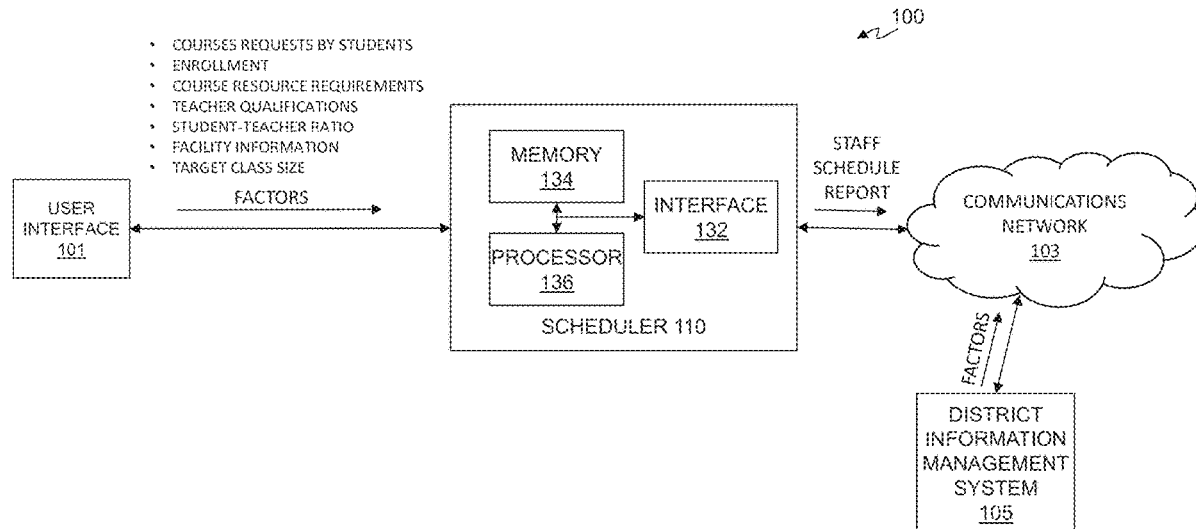 100
• COURSES REQUESTS BY STUDENTS
• ENROLLMENT
• COURSE RESOURCE REQUIREMENTS
• TEACHER QUALIFICATIONS
• STUDENT-TEACHER RATIO
• FACILITY INFORMATION
• TARGET CLASS SIZE
FACTORS
USER
INTERFACE
101
MEMORY
134
PROCESSOR
136
INTERFACE
132
SCHEDULER 110
STAFF
SCHEDULE
REPORT
COMMUNICATIONS
NETWORK
103
FACTORS
DISTRICT
INFORMATION
MANAGEMENT
SYSTEM
105